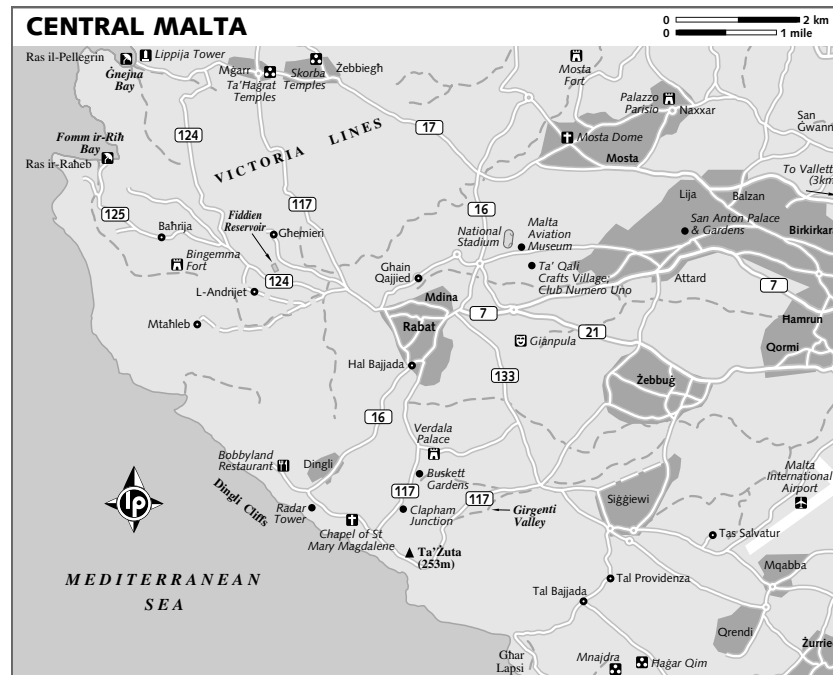 CENTRAL MALTA
0 2 km
0 1 mile
Ras il-Pellegrin
Lippija Tower
Ġnejna
Bay
Mġarr
Ta'Ħaġrat
Temples
Skorba
Temples
Żebbiegħ
Mosta
Fort
Palazzo
Parisio
Naxxar
San
Ġwann
Fomm ir-Riħ
Bay
Ras ir-Raħeb
124
VICTORIA LINES
17
Mosta Dome
Mosta
To Vallett
(3km
117
125
Baħrija
Fiddien
Reservoir
Għemieri
16
National
Stadium
Malta
Aviation
Museum
Lija
Balzan
San Anton Palace
& Gardens
Birkirkara
Bingemma
Fort
124
L-Andrijet
Għain
Qajjied
Ta' Qali
Crafts Village;
Club Numero Uno
Attard
7
Mdina
Mtaħleb
Rabat
7
21
Ħamrun
Gianpula
Qormi
Hal Bajjada
133
Żebbuġ
16
Verdala
Palace
Bobbyland
Restaurant
Dingli
Buskett
Gardens
Malta
International
Airport
Dingli Cliffs
117
117
Radar
Tower
Clapham
Junction
Girgenti
Valley
Siġġiewi
Chapel of St
Mary Magdalene
Tas Salvatur
lp
Ta'Żuta
(253m)
MEDITERRANEAN
SEA
Mqabba
Tal Providenza
Tal Bajjada
Qrendi
Żurrie
Għar
Lapsi
Mnajdra
Ħaġar Qim